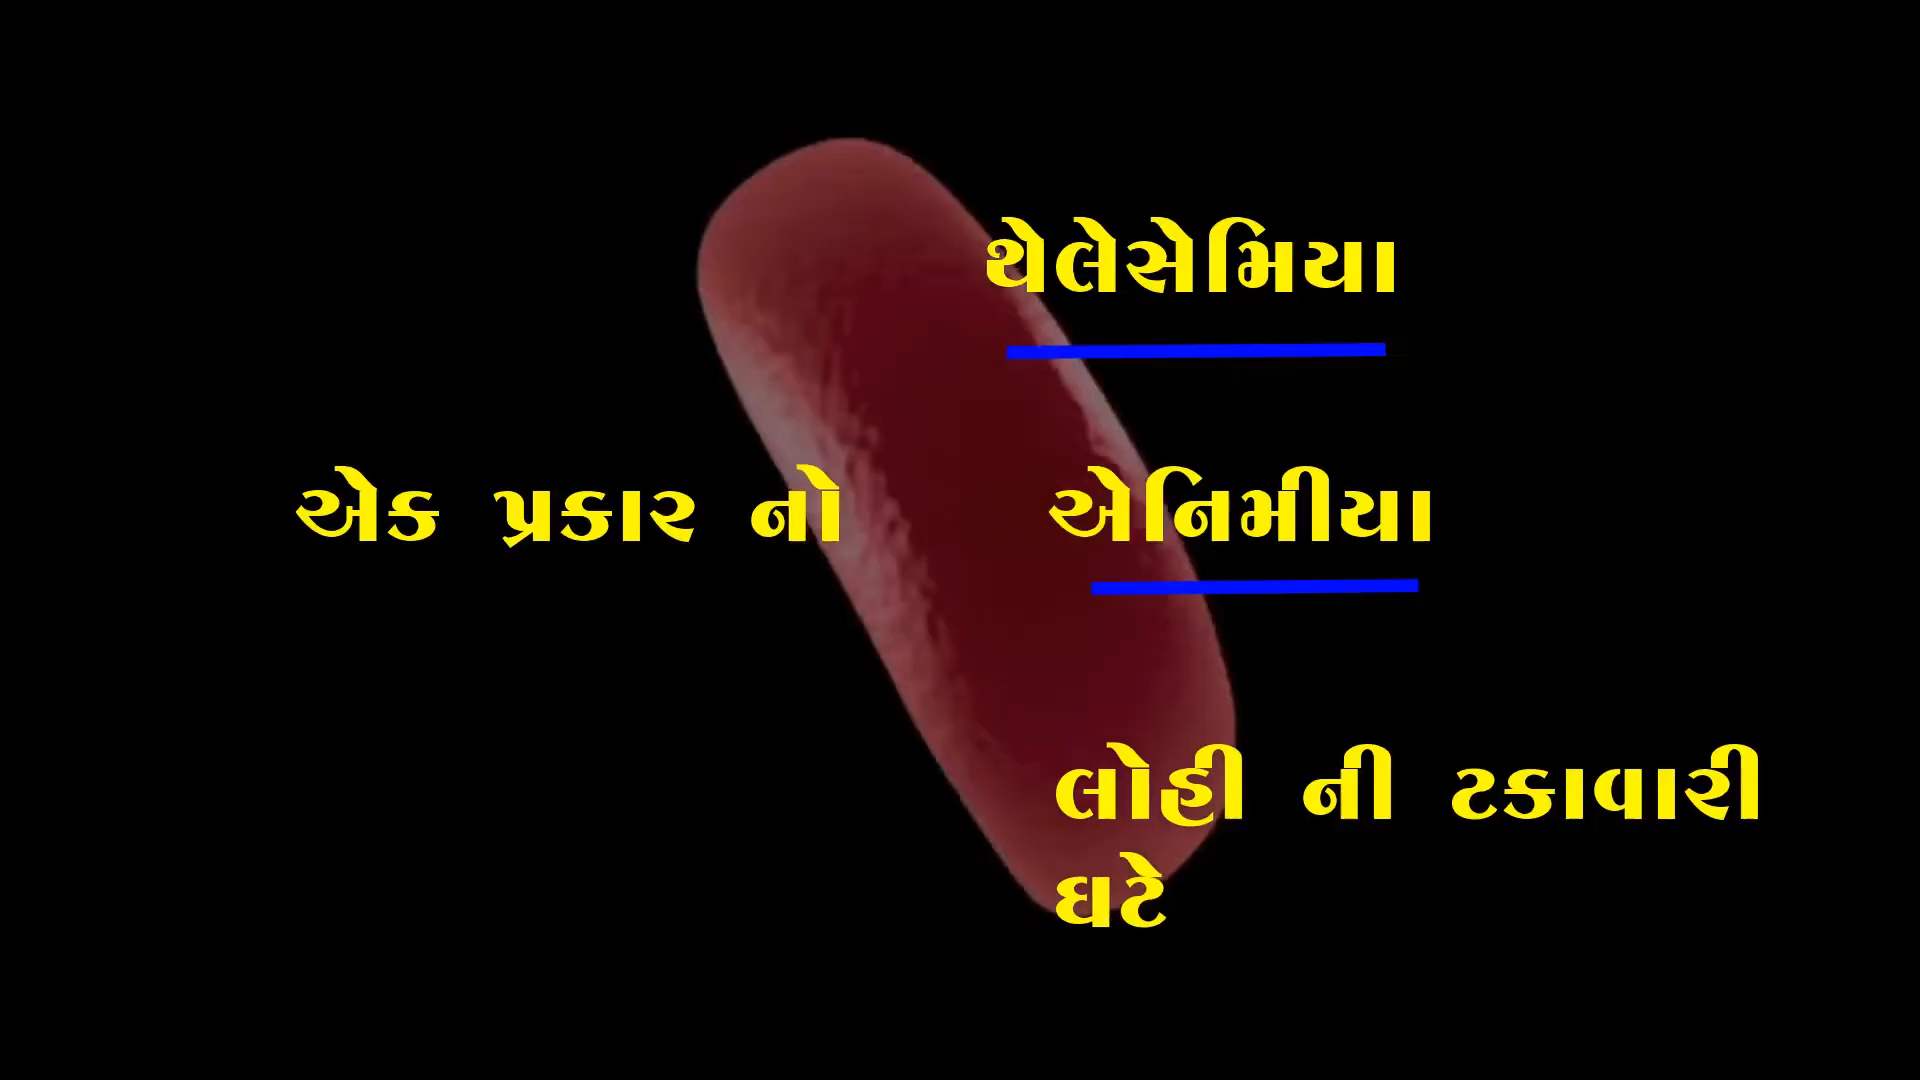 થેલેસેમિયા
એક પ્રકાર નો એનિમીયા
લોહી ની ટકાવારી
ઘટે